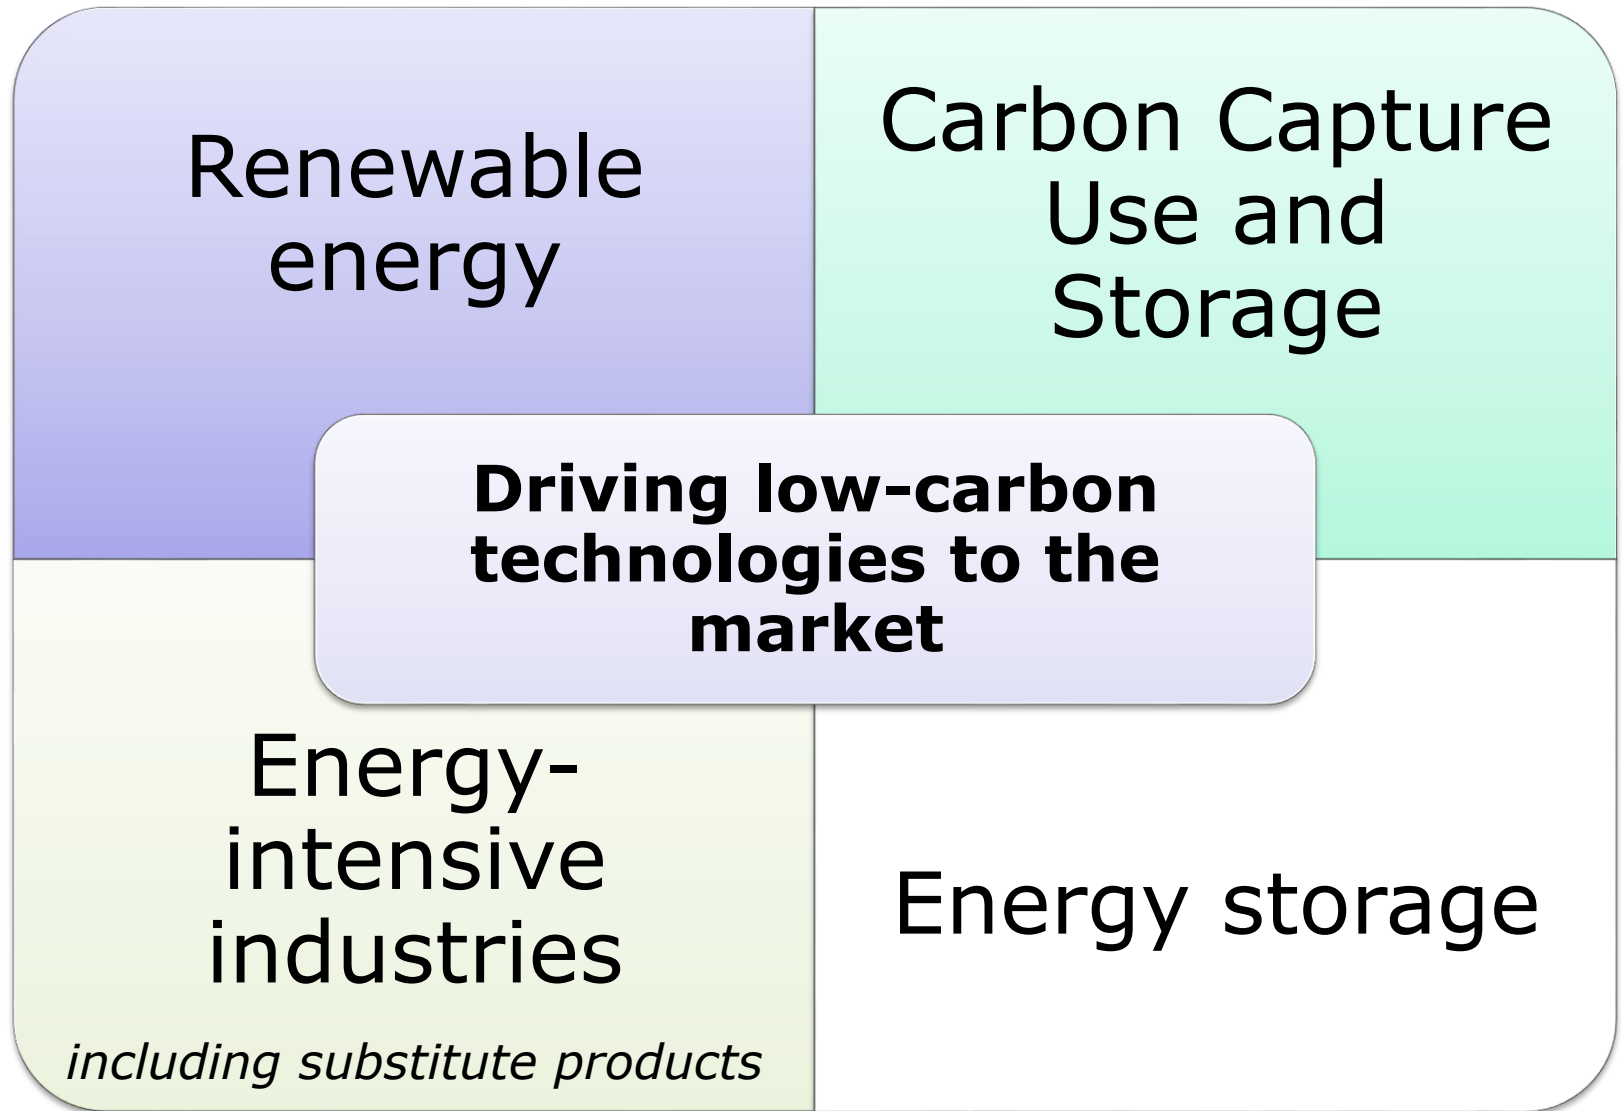 Renewable
energy
Carbon Capture
Use and
Storage
Driving low-carbon
technologies to the
market
Energy-
intensive
industries
including substitute products
Energy storage